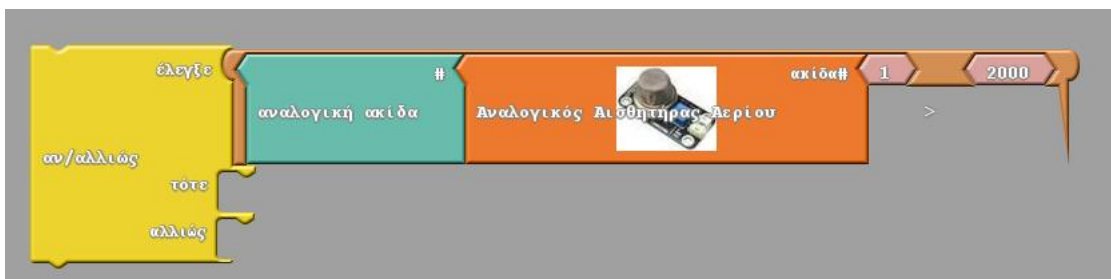 έλεγξε
#
ακίδα# 1 2000
αναλογική ακίδα
Αναλογικός Αισθητήρας Αερίου
>
αν/αλλιώς
τότε
αλλιώς